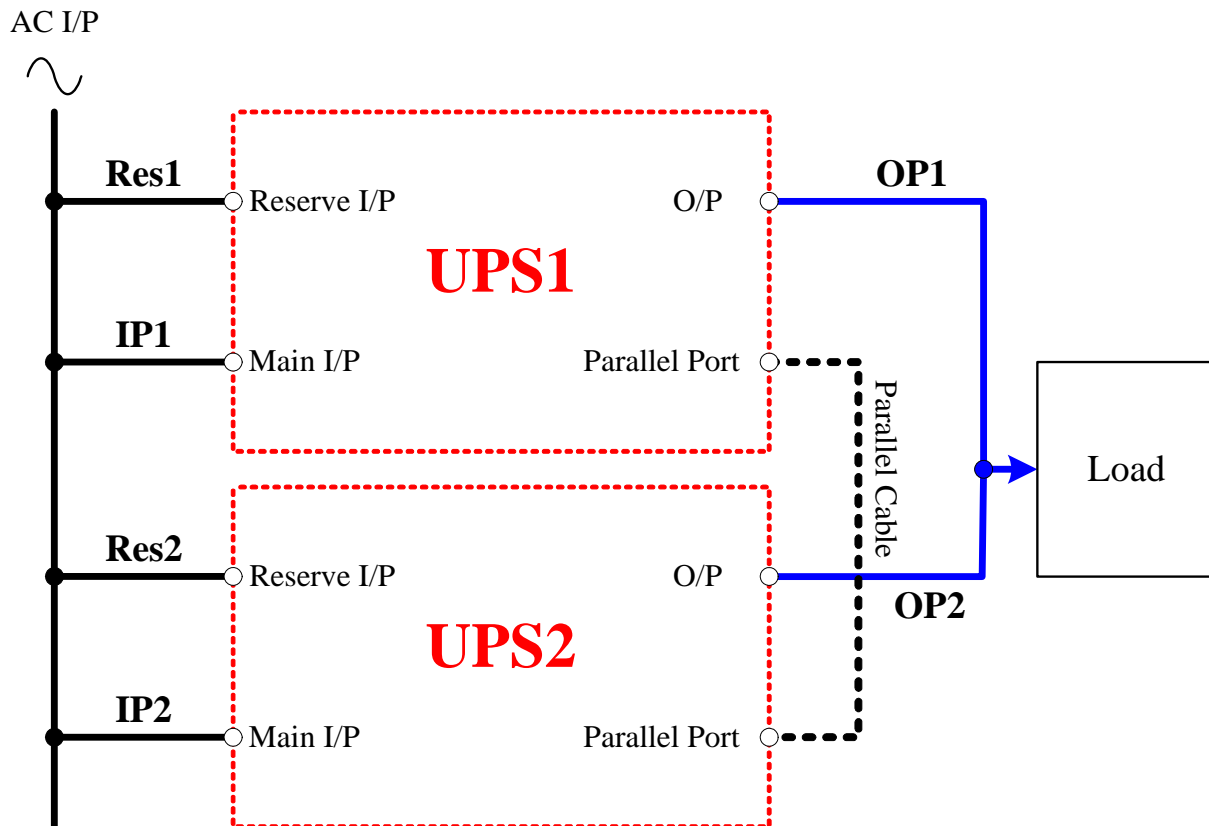 AC I/P
Res1
OP1
Reserve I/P
O/P
UPS1
IP1
Main I/P
Parallel Port
Parallel Cable
Load
Res2
Reserve I/P
O/P
OP2
UPS2
IP2
Main I/P
Parallel Port